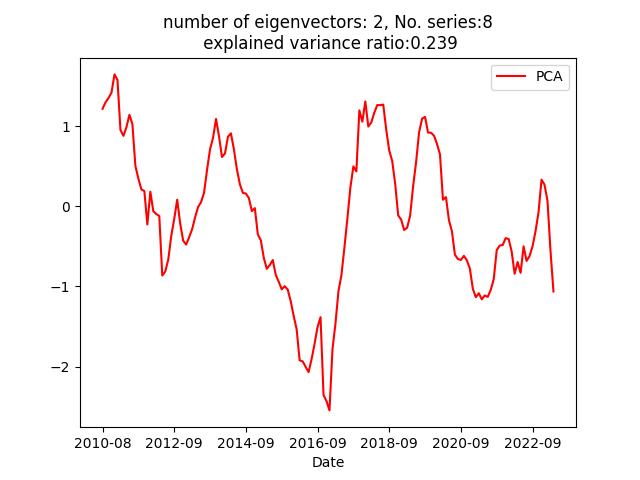 number of eigenvectors: 2, No. series:8
explained variance ratio:0.239
PCA
1
0
−1
−2
2010-08 2012-09 2014-09 2016-09 2018-09 2020-09 2022-09
Date